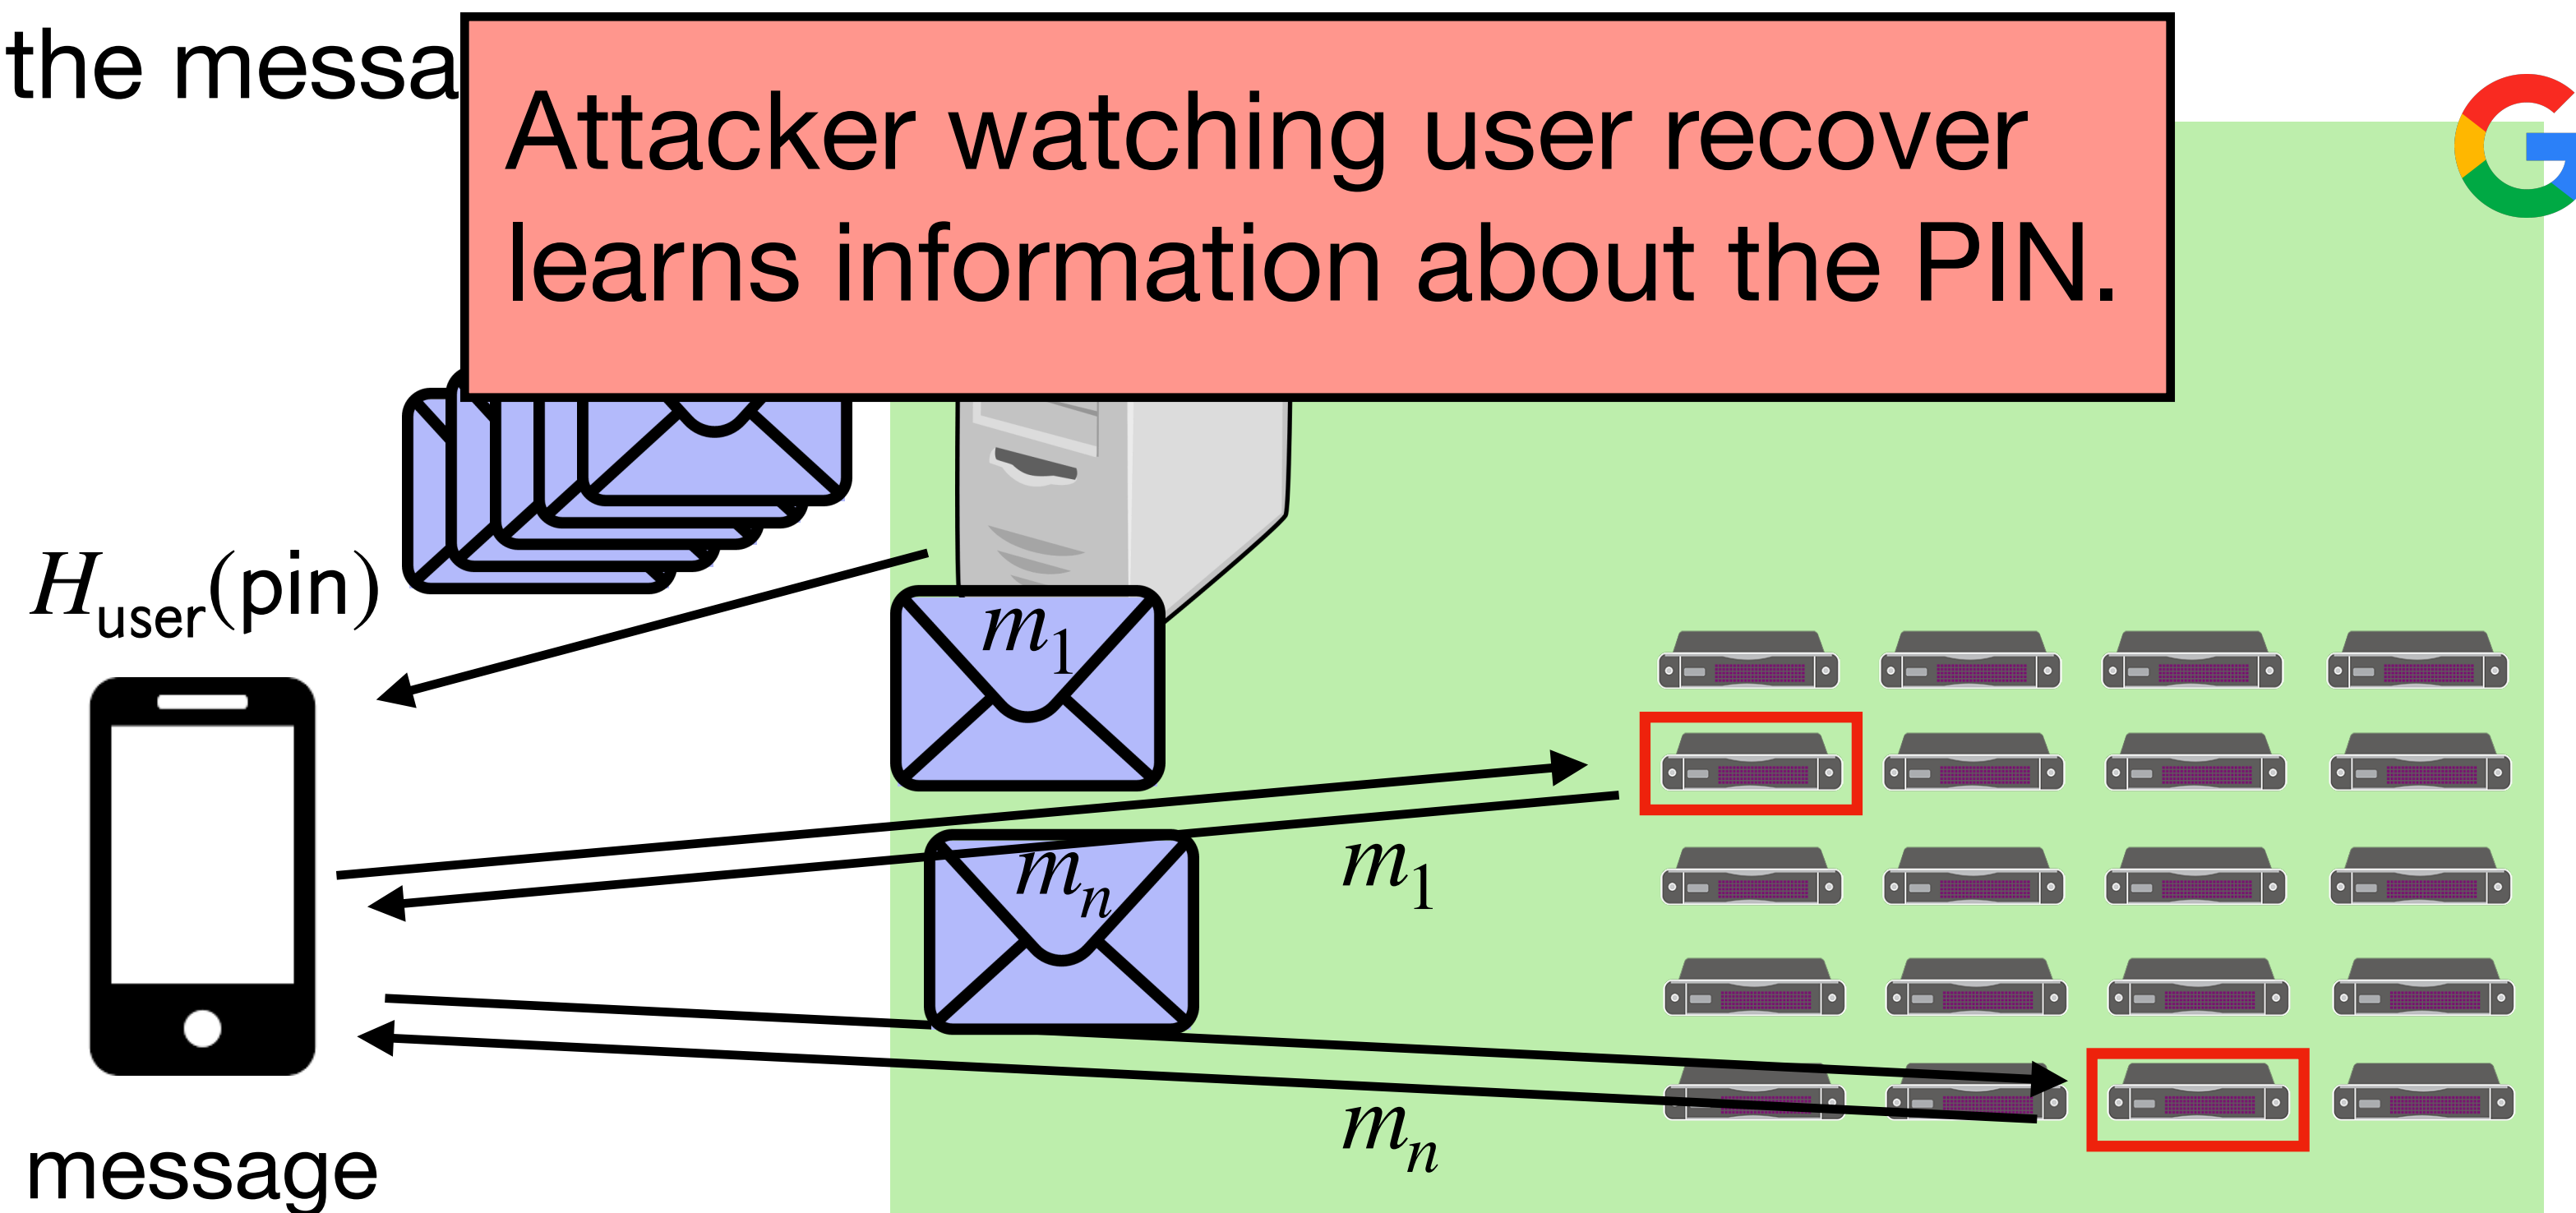 the messa
Attacker watching user recover
learns information about the PIN.
H_user(pin)
m_1
m_n
m_1
m_n
message